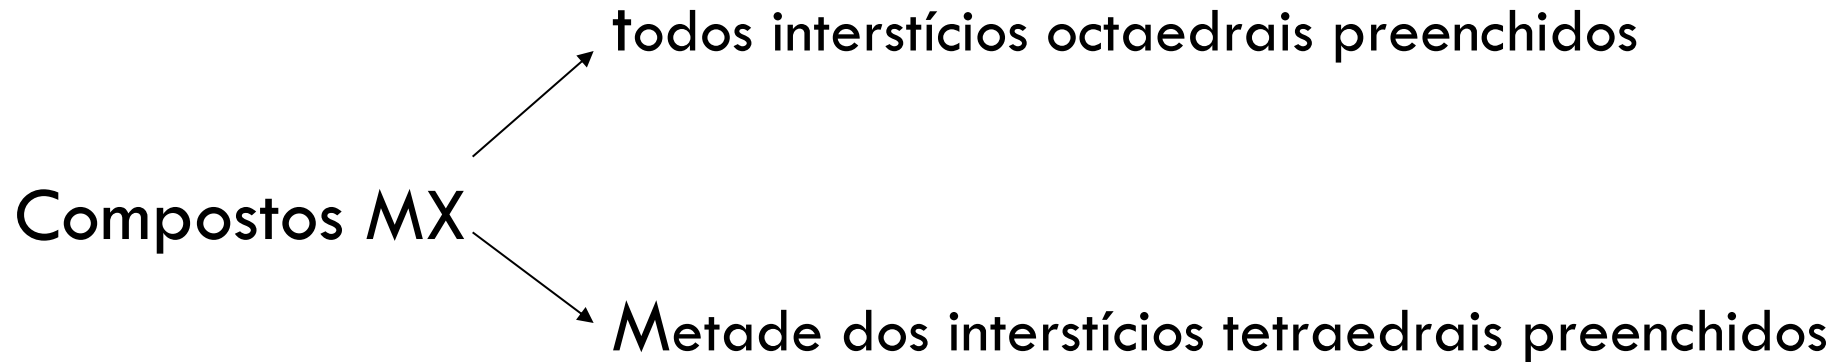 todos interstícios octaedrais preenchidos
Compostos MX
Metade dos interstícios tetraedrais preenchidos